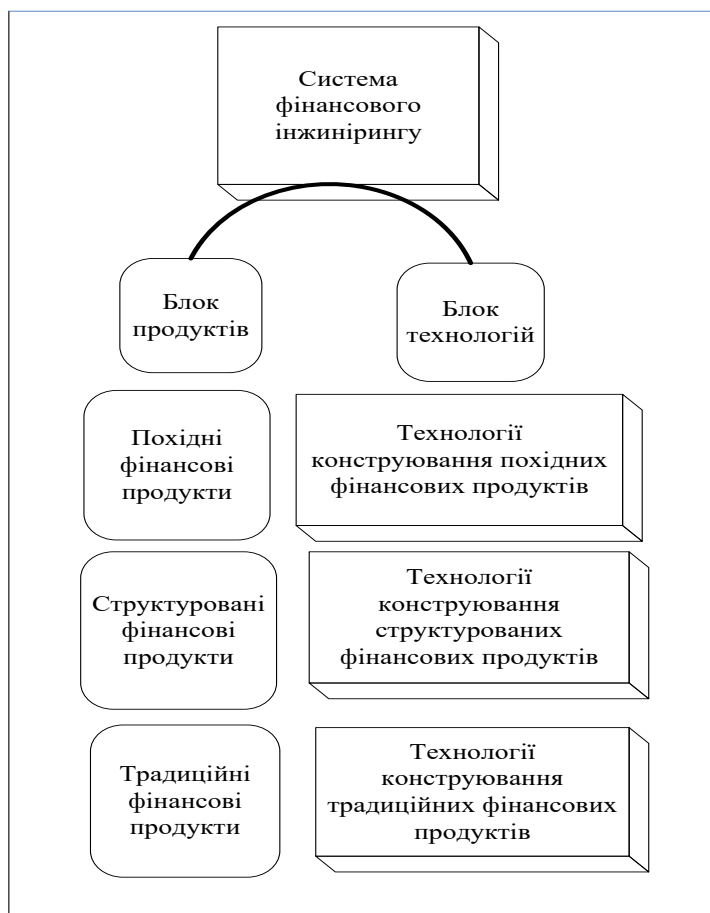 Система
фінансового
інжинірингу
Блок
продуктів
Блок
технологій
Похідні
фінансові
продукти
Технології
конструювання похідних
фінансових продуктів
Структуровані
фінансові
продукти
Технології
конструювання
структурованих
фінансових продуктів
Традиційні
фінансові
продукти
Технології
конструювання
традиційних фінансових
продуктів